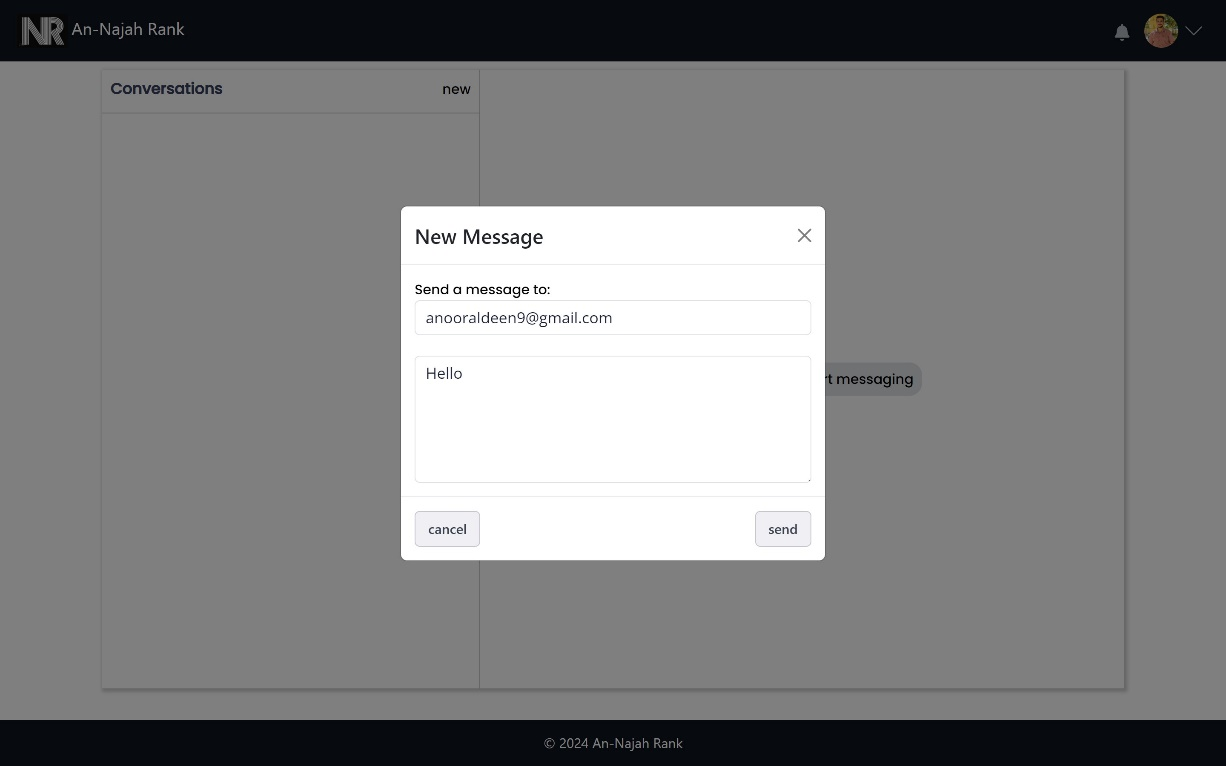 NR An-Najah Rank
Conversations
new
New Message
Send a message to:
anooraldeen9@gmail.com
Hello
messaging
cancel
send
© 2024 An-Najah Rank